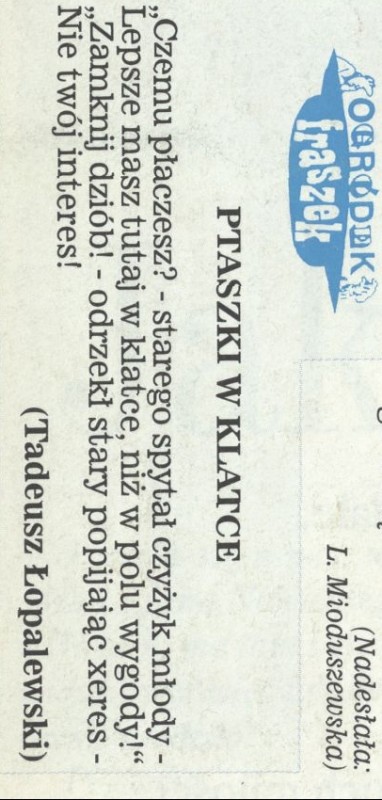 (Nadesłała:
L. Mioduszewska)
OGRÓDEK
fraszek
PTASZKI W KLATCE
„Czemu płaczesz? - starego spytał czyżyk młody -
Lepsze masz tutaj w klatce, niż w polu wygody!“
„Zamknij dziób! - odrzekł stary popijając xeres -
Nie twój interes!
(Tadeusz Łopalewski)